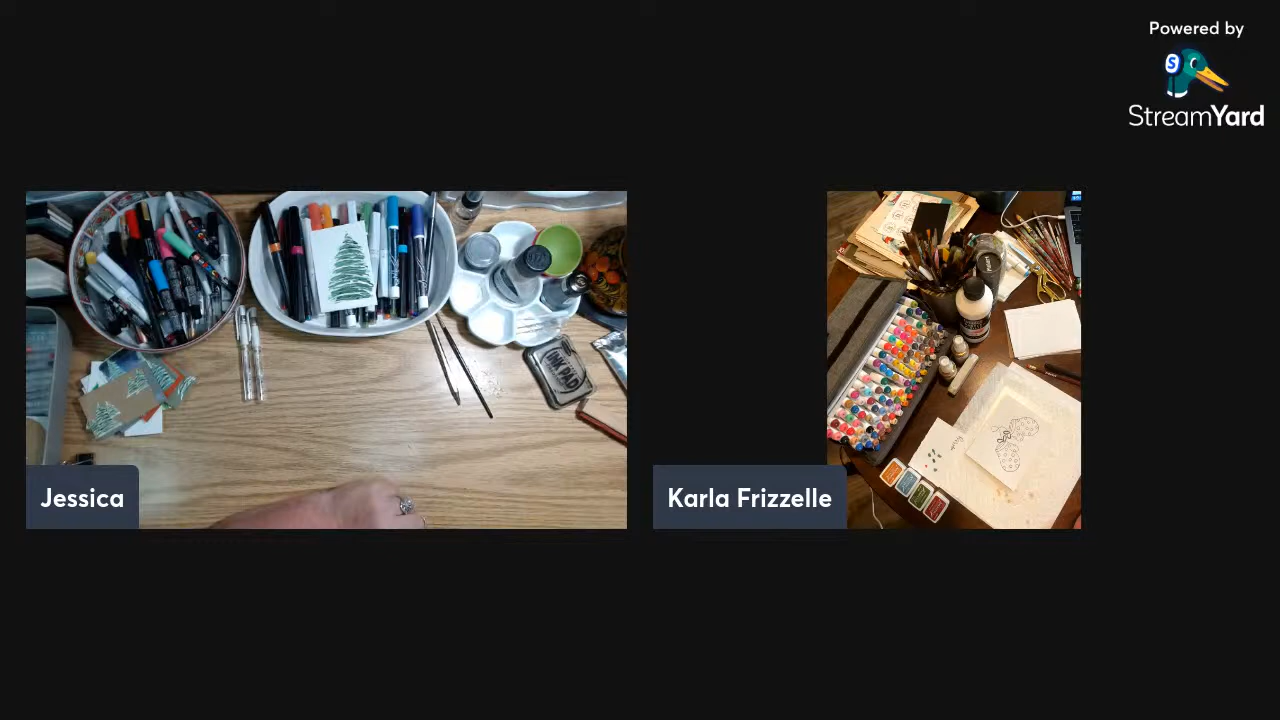 Powered by
S
StreamYard
INK PAD
Jessica
Karla Frizzelle